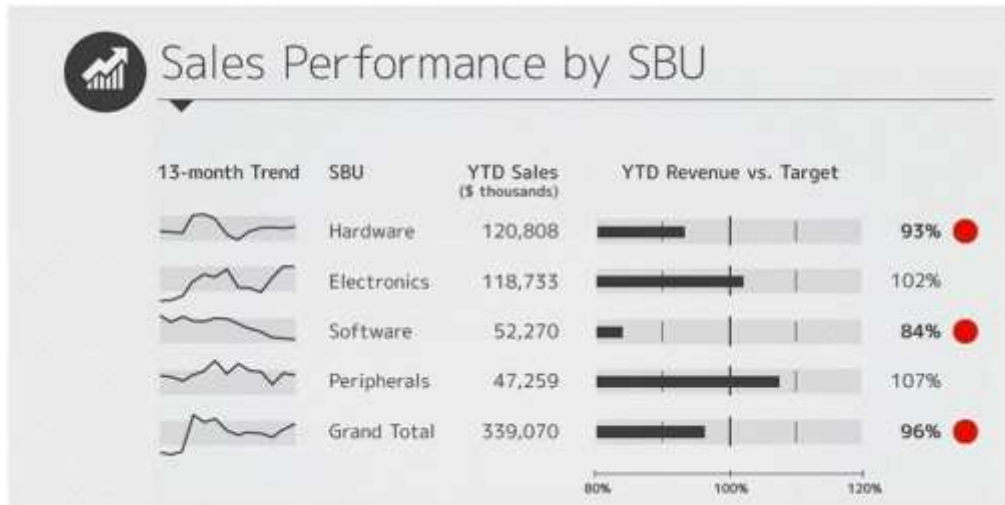 Sales Performance by SBU
13-month Trend SBU YTD Sales YTD Revenue vs. Target
($ thousands)
Hardware 120,808 93%
Electronics 118,733 102%
Software 52,270 84%
Peripherals 47,259 107%
Grand Total 339,070 96%
80% 100% 120%